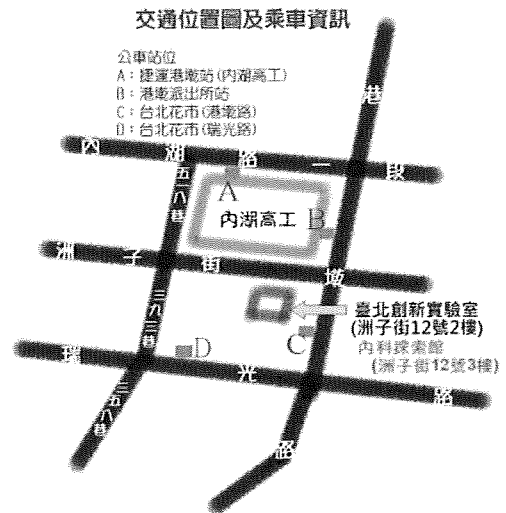 交通位置圖及乘車資訊
公車站位
A：捷運港墘站(內湖高工)
B：港墘派出所站
C：台北花市(港墘路)
D：台北花市(瑞光路)
港墘路
內湖路一段
五一八巷
A
內湖高工
B
洲子街
三九三巷
臺北創新實驗室
(洲子街12號2樓)
C
內科探索館
(洲子街12號3樓)
D
瑞光路
三五八巷